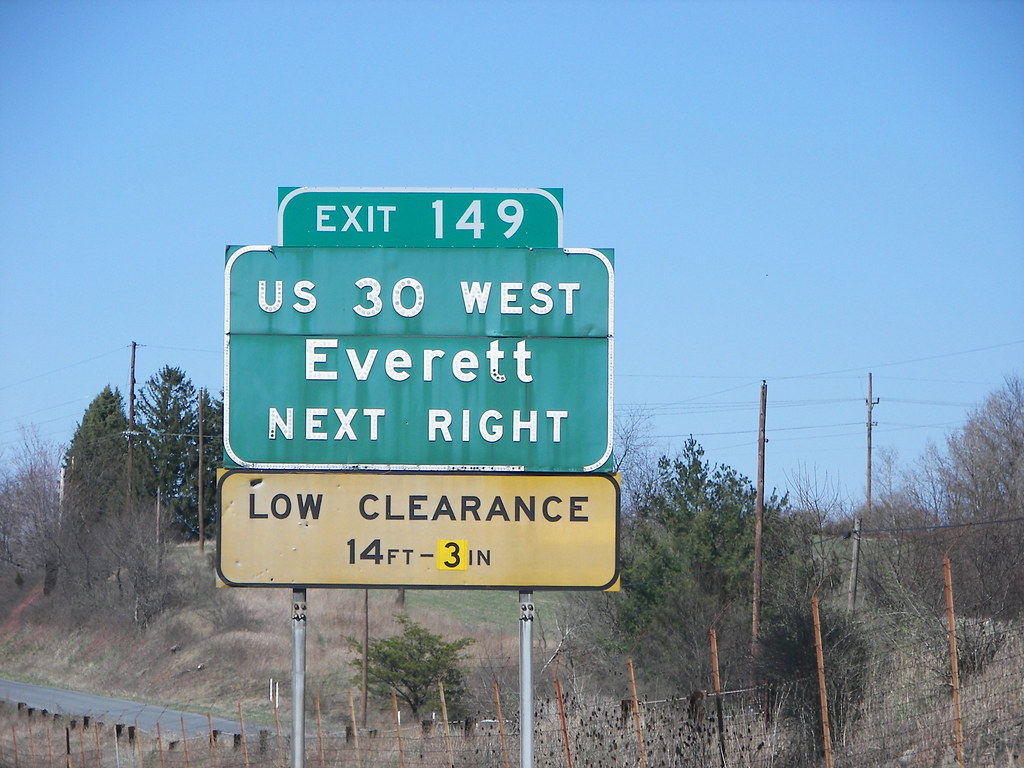 EXIT 149
US 30 WEST
Everett
NEXT RIGHT
LOW CLEARANCE
14FT-3IN